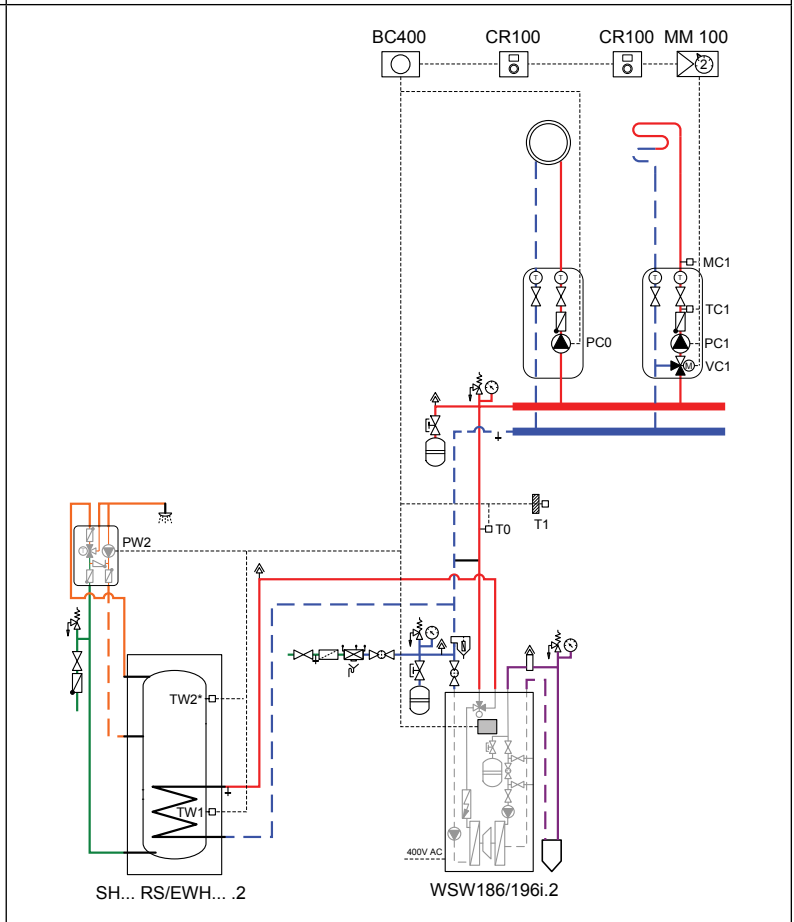 BC400 CR100 CR100 MM 100
2
MC1
T T T T
TC1
PC0 PC1
M VC1
T0 T1
PW2
T
TW2*
TW1
400V AC
SH... RS/EWH... .2 WSW186/196i.2